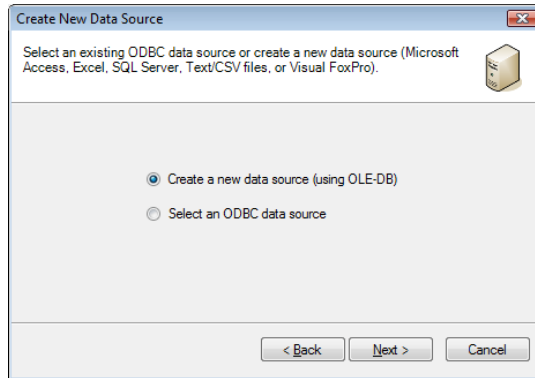 Create New Data Source
Select an existing ODBC data source or create a new data source (Microsoft
Access, Excel, SQL Server, Text/CSV files, or Visual FoxPro).
Create a new data source (using OLE-DB)
Select an ODBC data source
< Back
Next >
Cancel